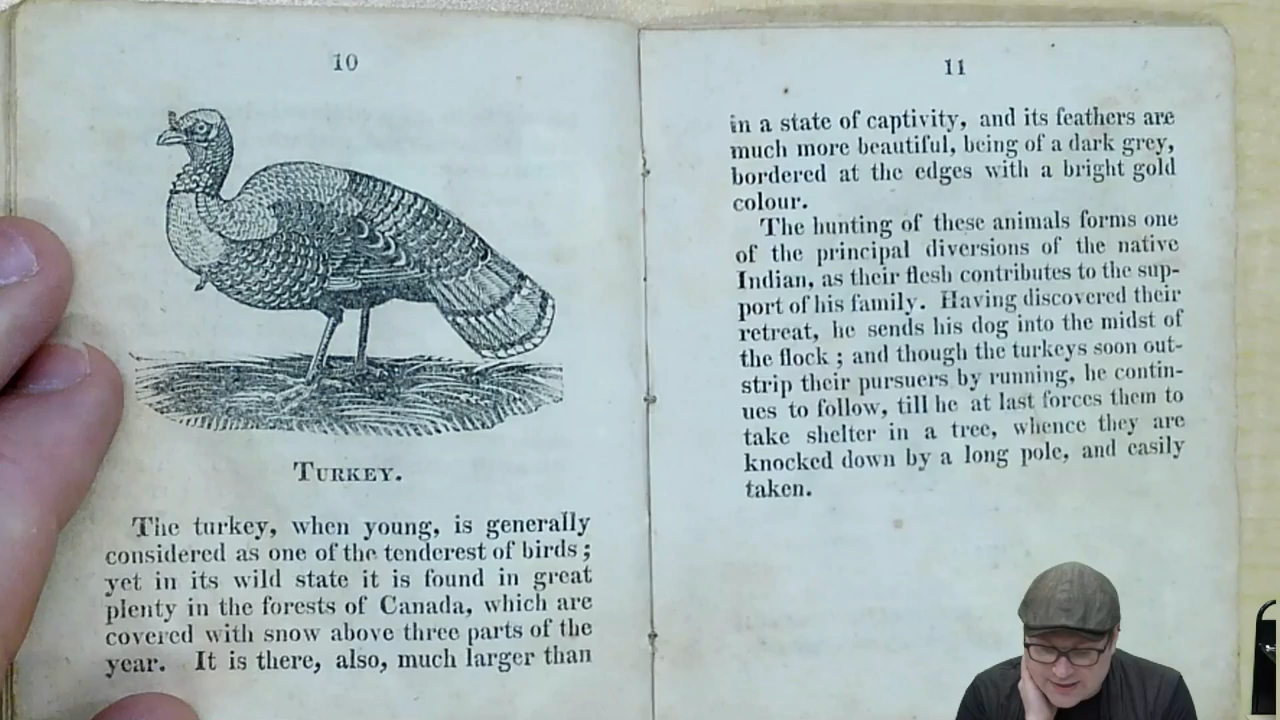 10
TURKEY.
The turkey, when young, is generally
considered as one of the tenderest of birds ;
yet in its wild state it is found in great
plenty in the forests of Canada, which are
covered with snow above three parts of the
year. It is there, also, much larger than
11
in a state of captivity, and its feathers are
much more beautiful, being of a dark grey,
bordered at the edges with a bright gold
colour.
The hunting of these animals forms one
of the principal diversions of the native
Indian, as their flesh contributes to the sup-
port of his family. Having discovered their
retreat, he sends his dog into the midst of
the flock ; and though the turkeys soon out-
strip their pursuers by running, he contin-
ues to follow, till he at last forces them to
take shelter in a tree, whence they are
knocked down by a long pole, and easily
taken.